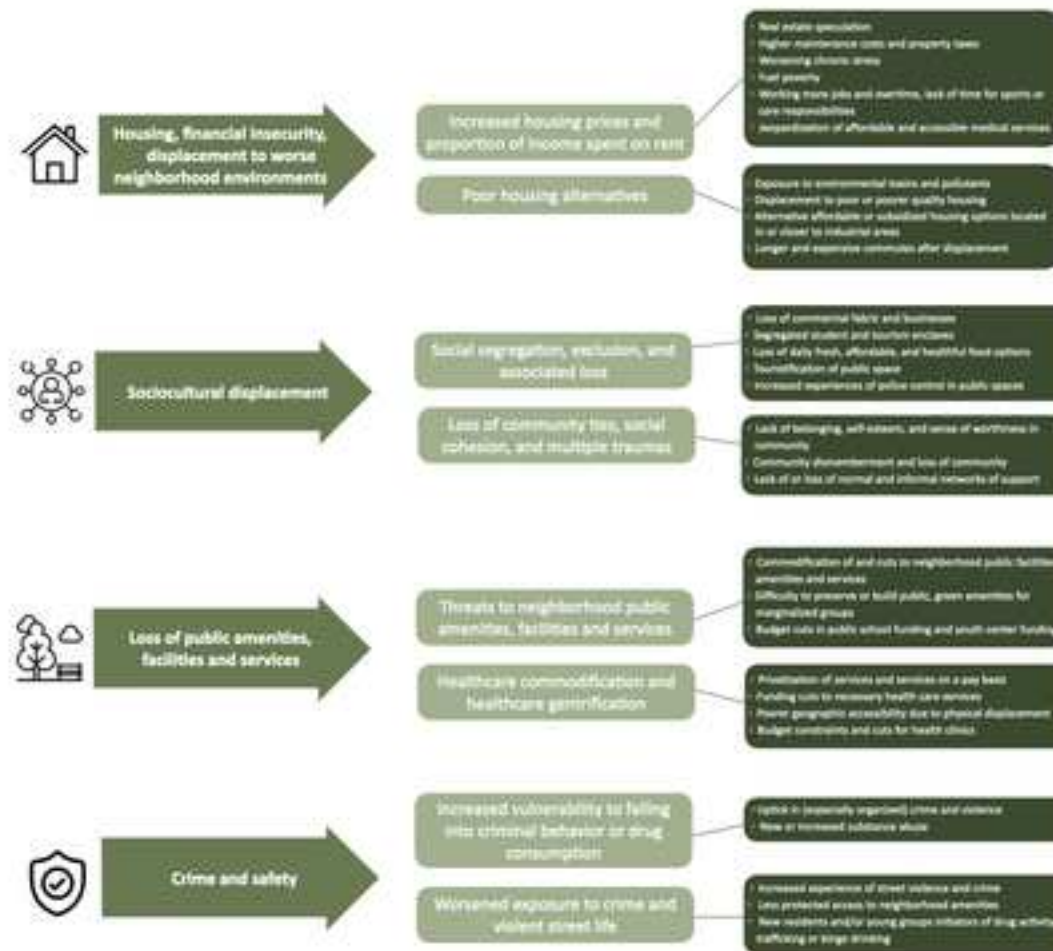 Housing, financial insecurity,
displacement to worse
neighborhood environments
Increased housing prices and
proportion of income spent on rent
Real estate speculation
Higher maintenance costs and property taxes
Worsening chronic stress
Fuel poverty
Working more jobs and overtime, lack of time for sports or
care responsibilities
Jeopardization of affordable and accessible medical services
Poor housing alternatives
Exposure to environmental toxins and pollutants
Displacement to poor or poorer quality housing
Alternative affordable or subsidized housing options located
in or closer to industrial areas
Longer and expensive commutes after displacement
Sociocultural displacement
Social segregation, exclusion, and
associated loss
Loss of commercial fabric and businesses
Segregated student and tourism enclaves
Loss of daily fresh, affordable, and healthful food options
Touristification of public space
Increased experiences of police control in public spaces
Loss of community ties, social
cohesion, and multiple traumas
Lack of belonging, self-esteem, and sense of worthiness in
community
Community dismemberment and loss of community
Lack of or loss of normal and informal networks of support
Loss of public amenities,
facilities and services
Threats to neighborhood public
amenities, facilities and services
Commodification of and cuts to neighborhood public facilities
amenities and services
Difficulty to preserve or build public, green amenities for
marginalized groups
Budget cuts in public school funding and youth center funding
Healthcare commodification and
healthcare gentrification
Privatization of services and services on a pay basis
Funding cuts to necessary health care services
Poorer geographic accessibility due to physical displacement
Budget constraints and cuts for health clinics
Crime and safety
Increased vulnerability to falling
into criminal behavior or drug
consumption
Uptick in (especially organized) crime and violence
New or increased substance abuse
Worsened exposure to crime and
violent street life
Increased experience of street violence and crime
Less protected access to neighborhood amenities
New residents and/or young groups initiators of drug activity
trafficking or binge drinking